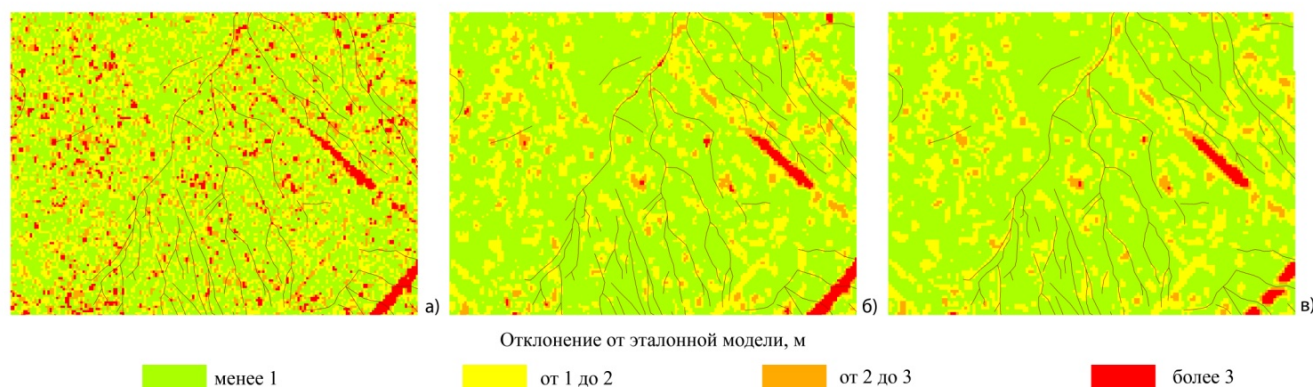 а)
б)
в)
Отклонение от эталонной модели, м
менее 1 от 1 до 2 от 2 до 3 более 3